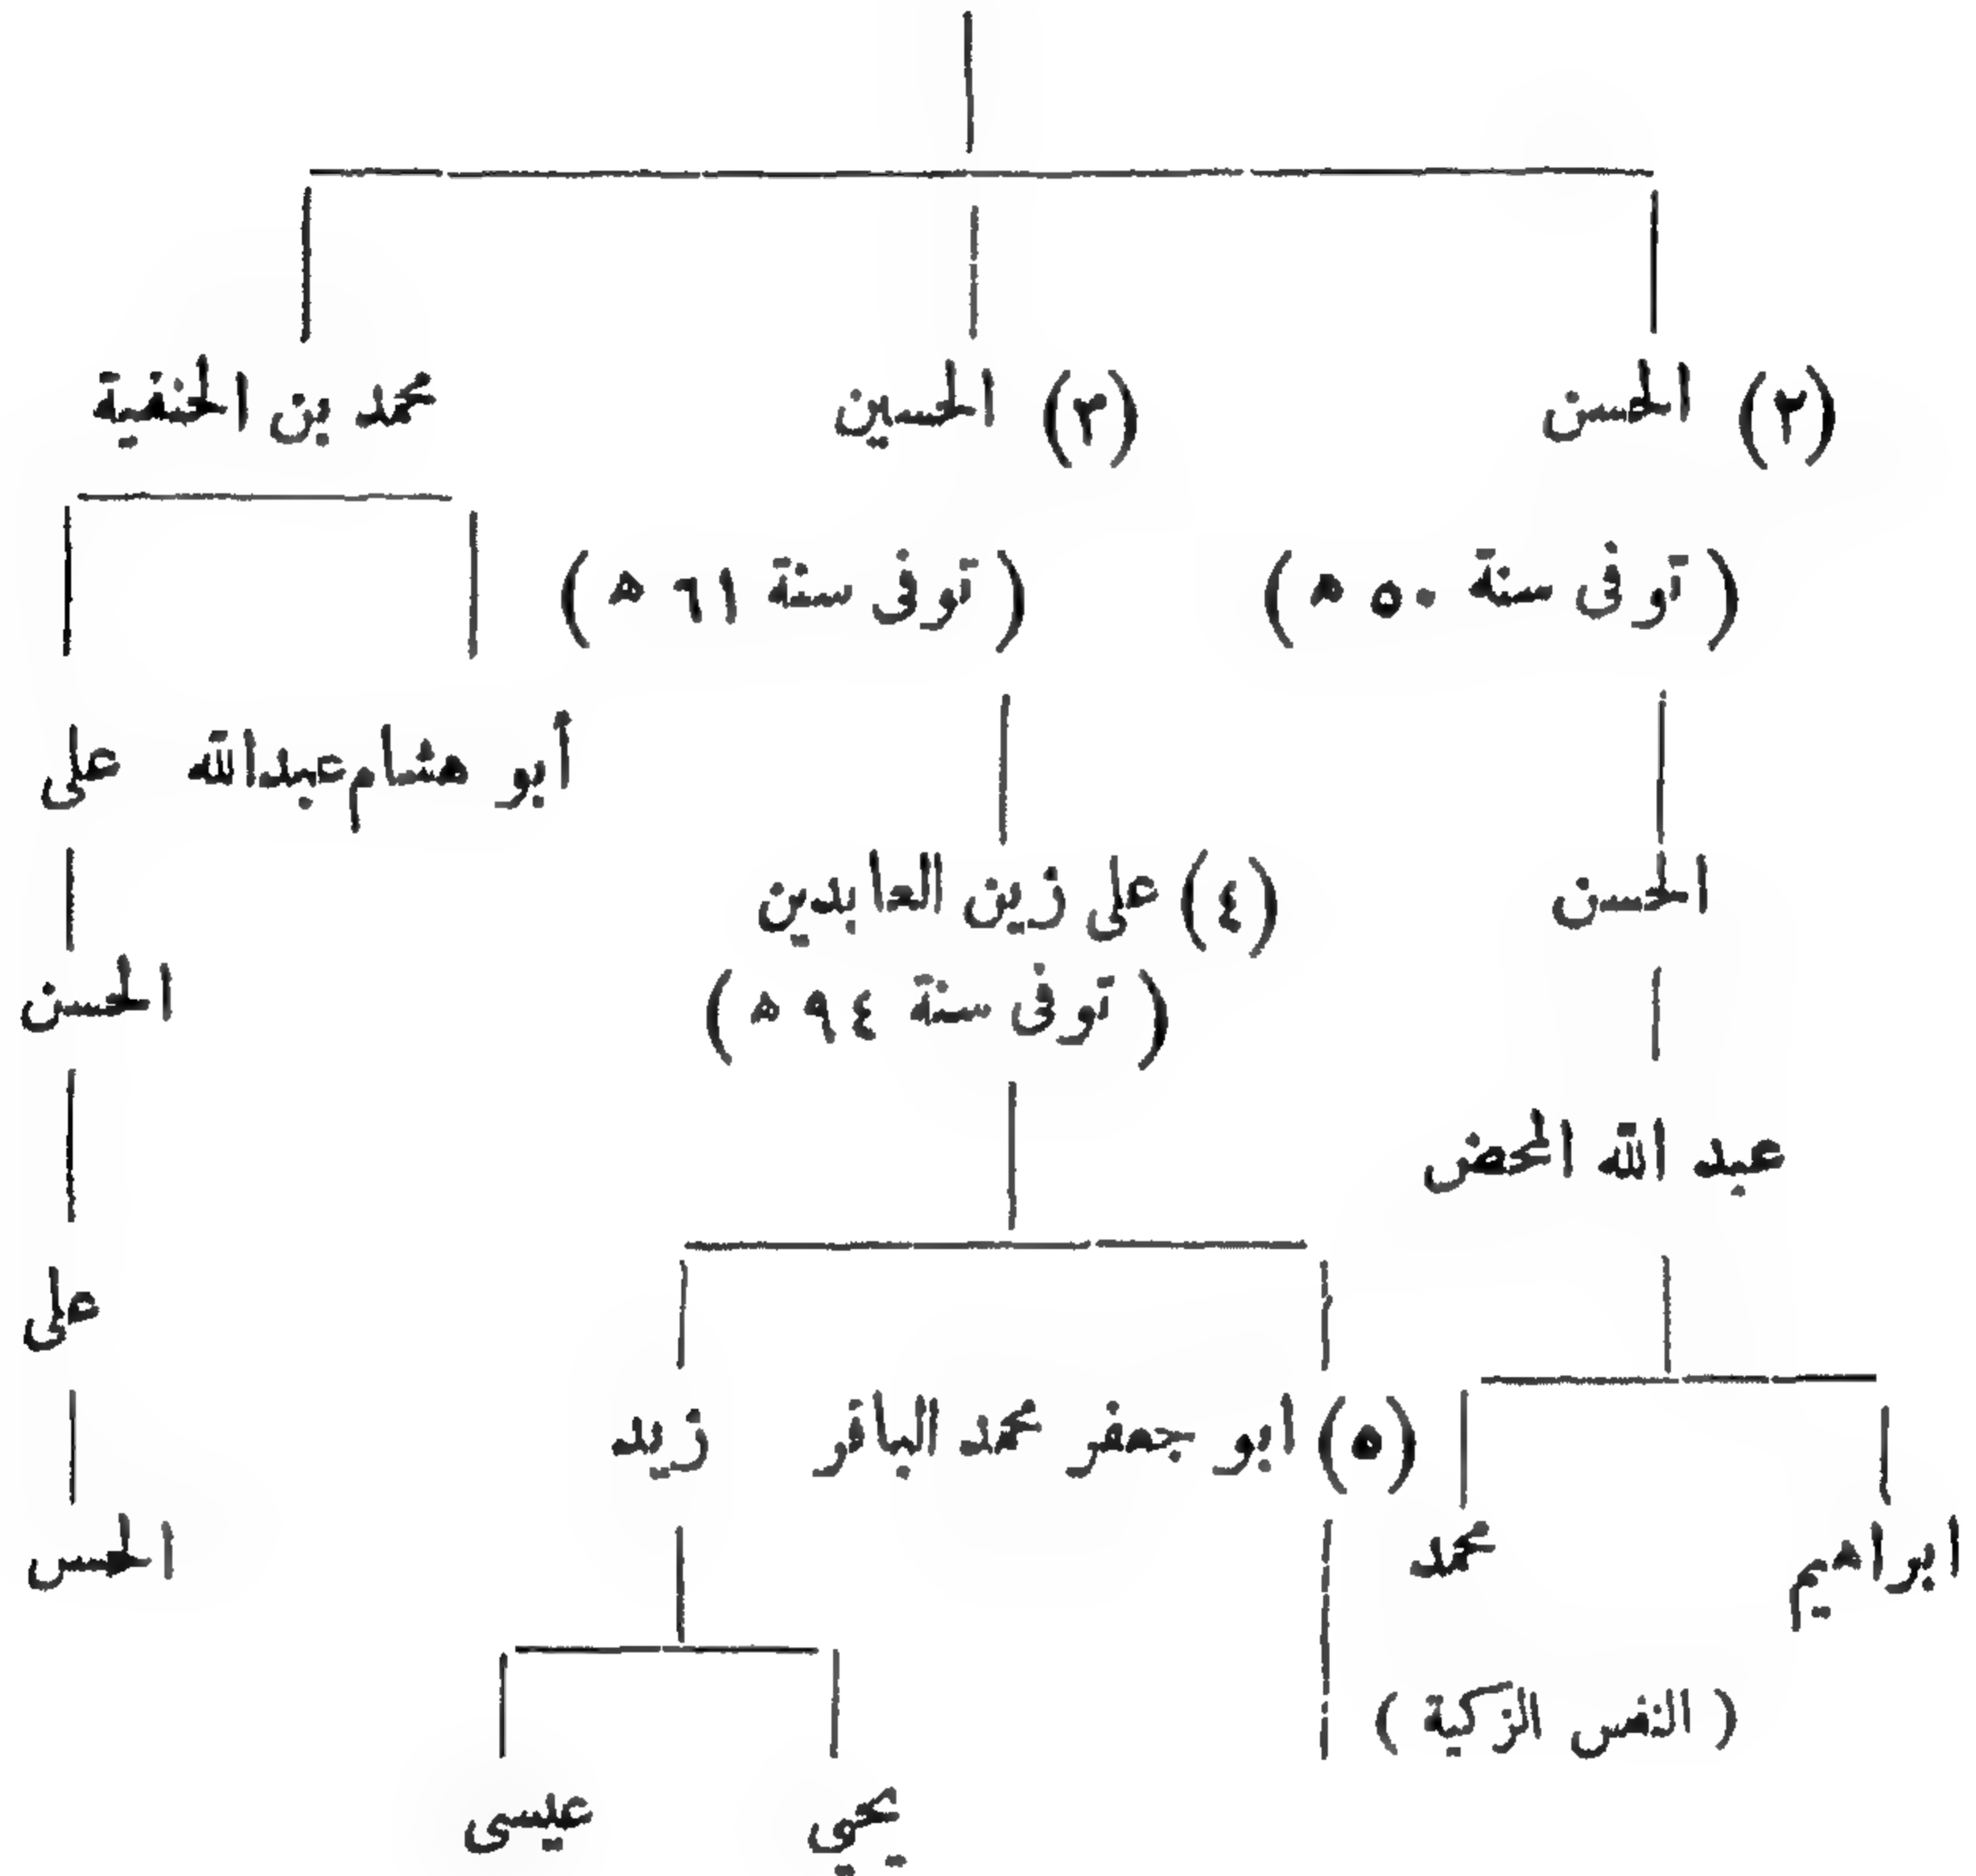 (٢) الحسن (٣) الحسين محمد بن الحنفية
(توفى سنة ٥٠ ه) (توفى سنة ٦١ ه)
أبو هشام عبدالله على
الحسن (٤) على زين العابدين
الحسن
(توفى سنة ٩٤ ه)
عبد الله المحض
على
(٥) ابو جعفر محمد الباقر زيد
ابراهيم محمد الحسن
(النفس الزكية)
يحيى عيسى